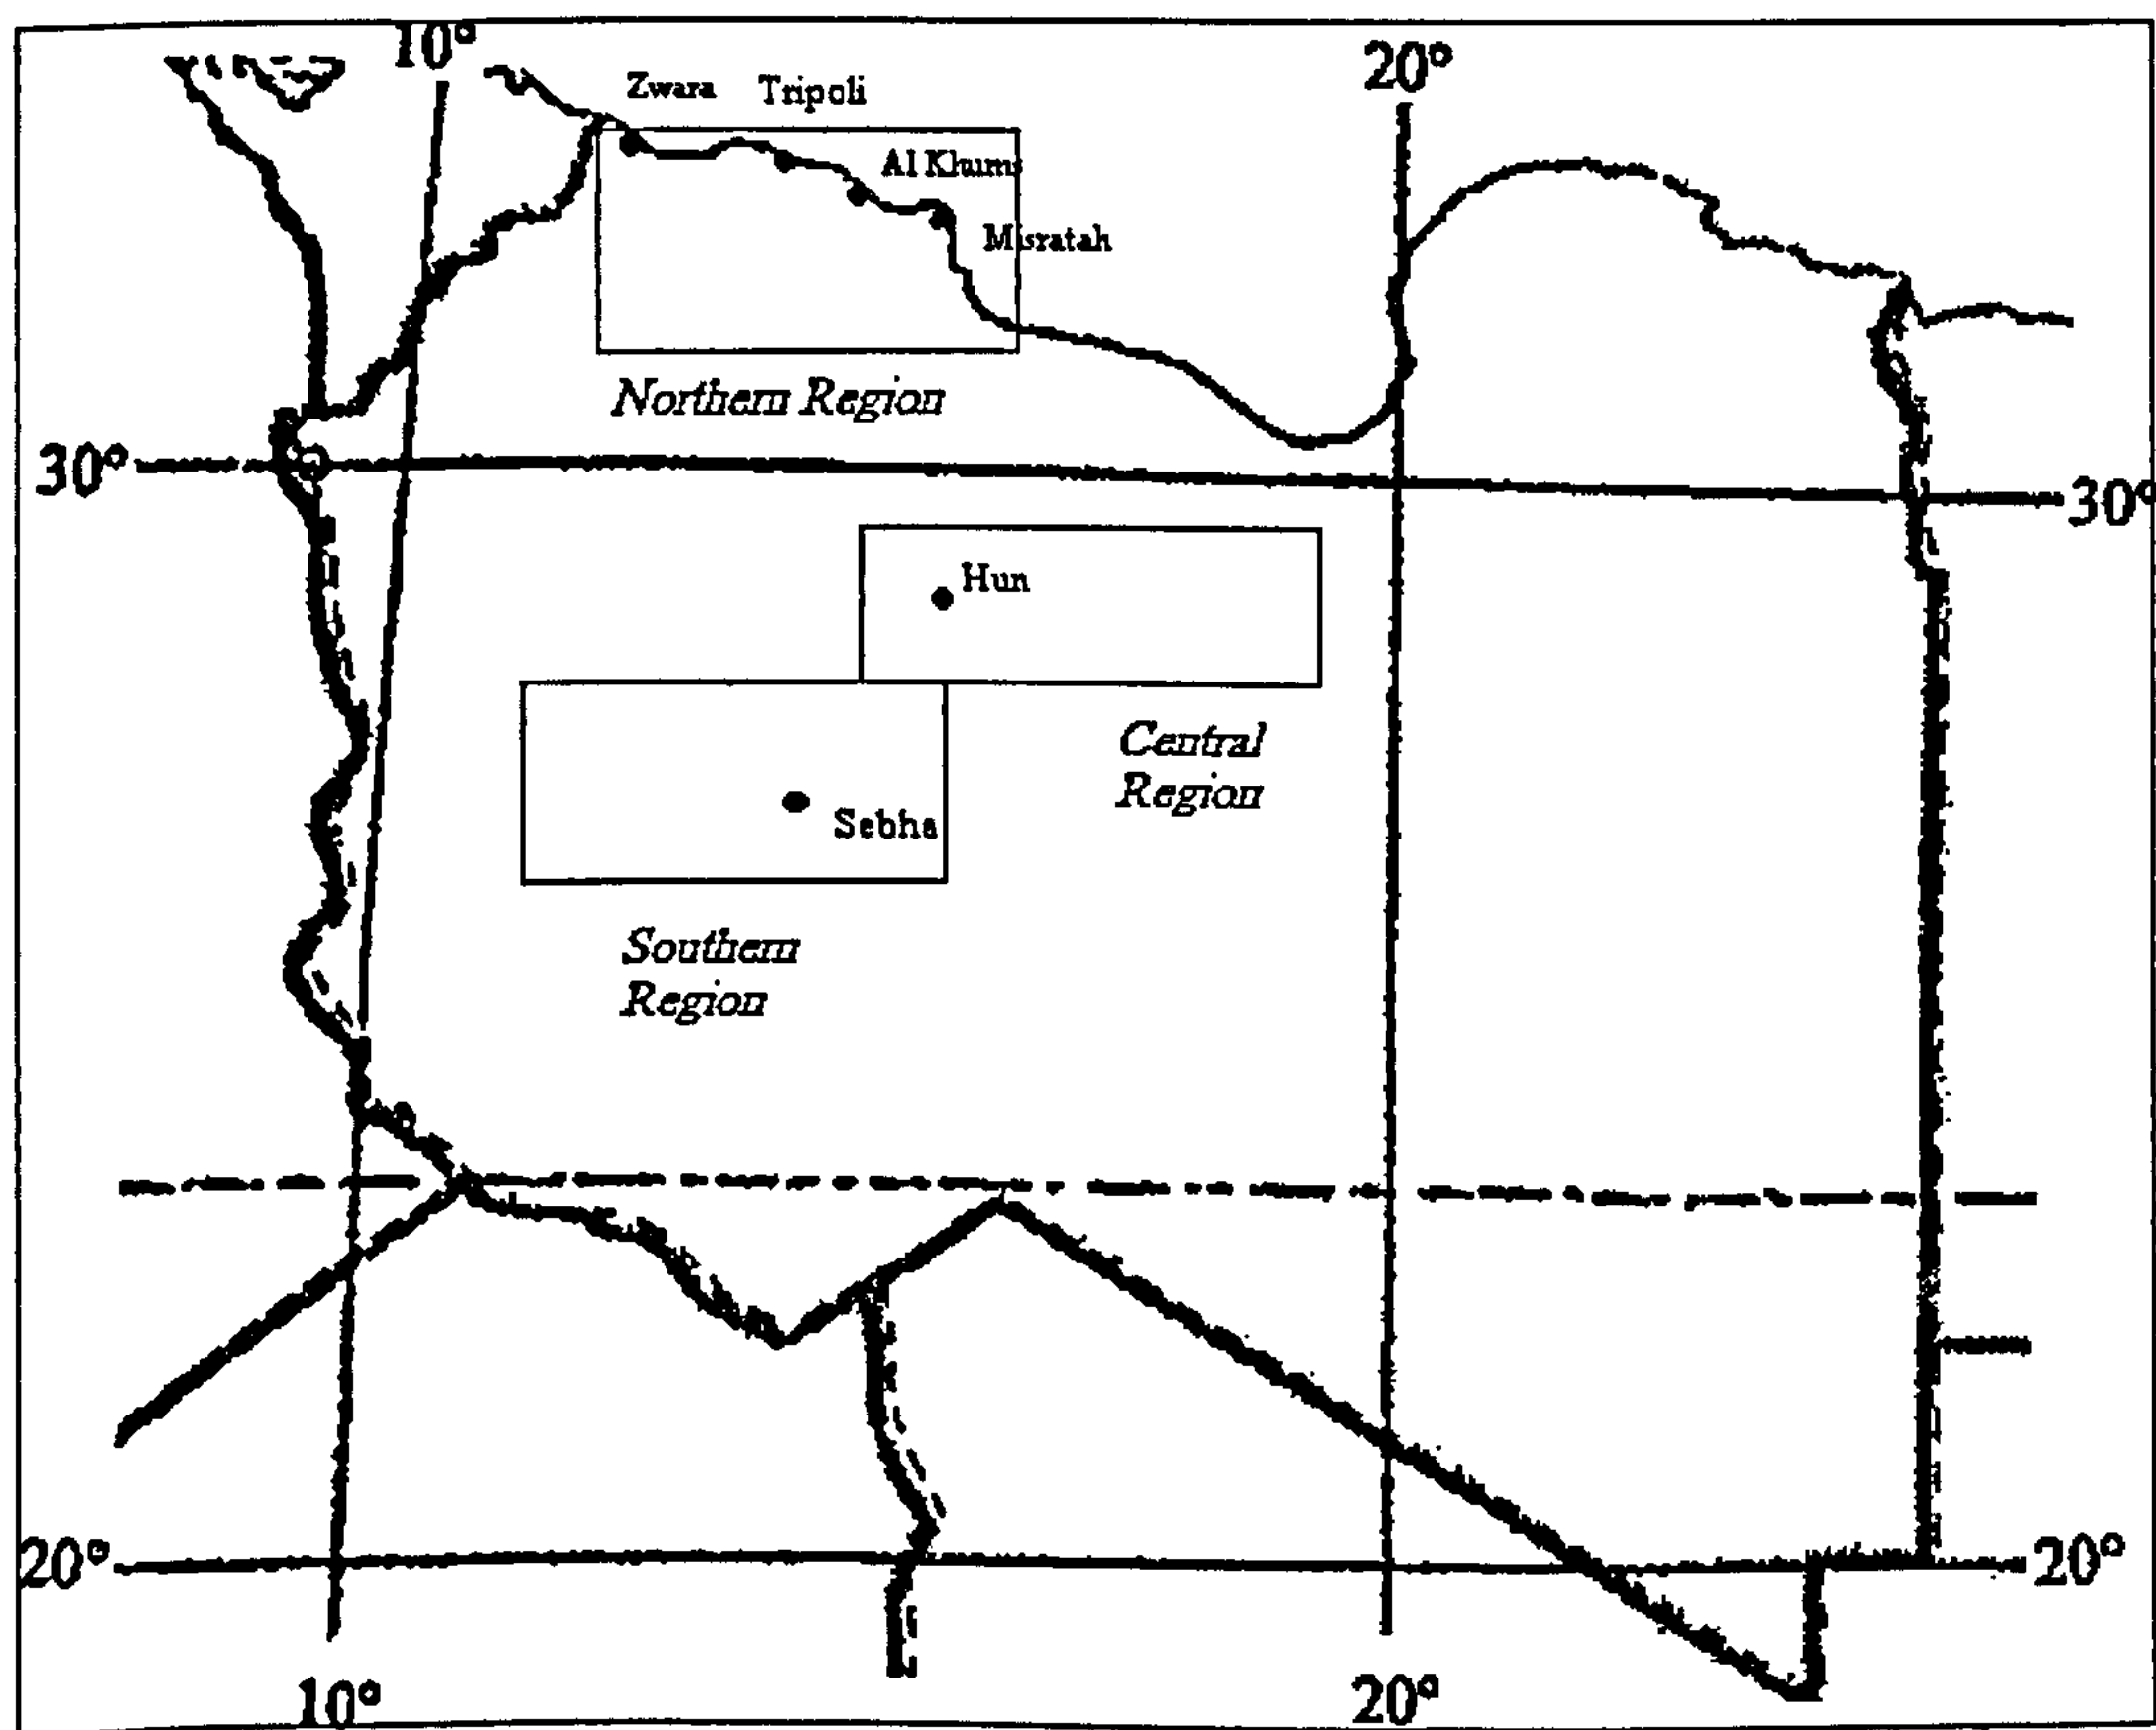 10°
20°
Zwara Tripoli
Al Khums
Misratah
Northern Region
30°
30°
Hun
Central
Region
Sebha
Southern
Region
20°
20°
10°
20°